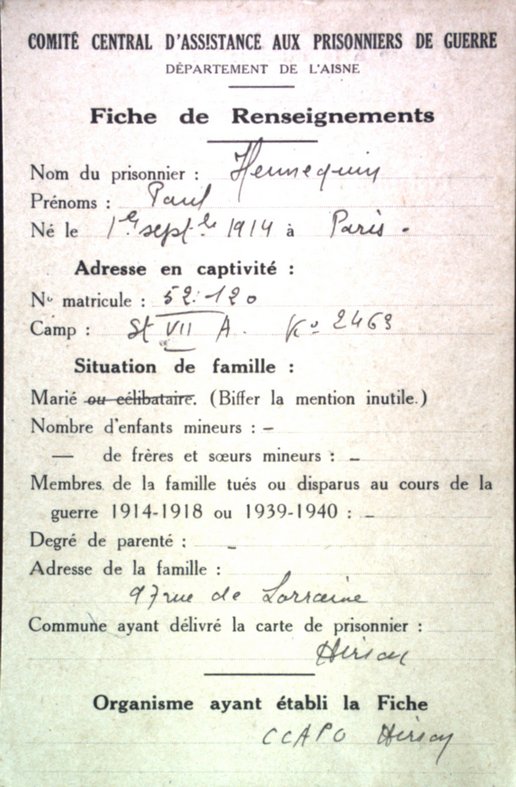 COMITÉ CENTRAL D'ASSISTANCE AUX PRISONNIERS DE GUERRE
DÉPARTEMENT DE L'AISNE
Fiche de Renseignements
Nom du prisonnier : Hennequin
Prénoms : Paul
Né le 1er septbre 1914 à Paris.
Adresse en captivité :
No matricule : 52.120
Camp : St VII A. Ko 2463
Situation de famille :
Marié ou célibataire. (Biffer la mention inutile.)
Nombre d'enfants mineurs : –
— de frères et sœurs mineurs : –
Membres de la famille tués ou disparus au cours de la
guerre 1914-1918 ou 1939-1940 : –
Degré de parenté : –
Adresse de la famille :
97 rue de Lorraine
Commune ayant délivré la carte de prisonnier :
Hirson
Organisme ayant établi la Fiche
CCAPG Hirson